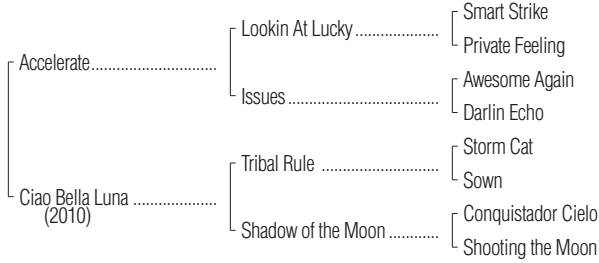 Smart Strike
Lookin At Lucky ....................
Private Feeling
Accelerate..............................
Awesome Again
Issues ....................................
Darlin Echo
Storm Cat
Tribal Rule ............................
Sown
Ciao Bella Luna ....................
(2010)
Conquistador Cielo
Shadow of the Moon ............
Shooting the Moon